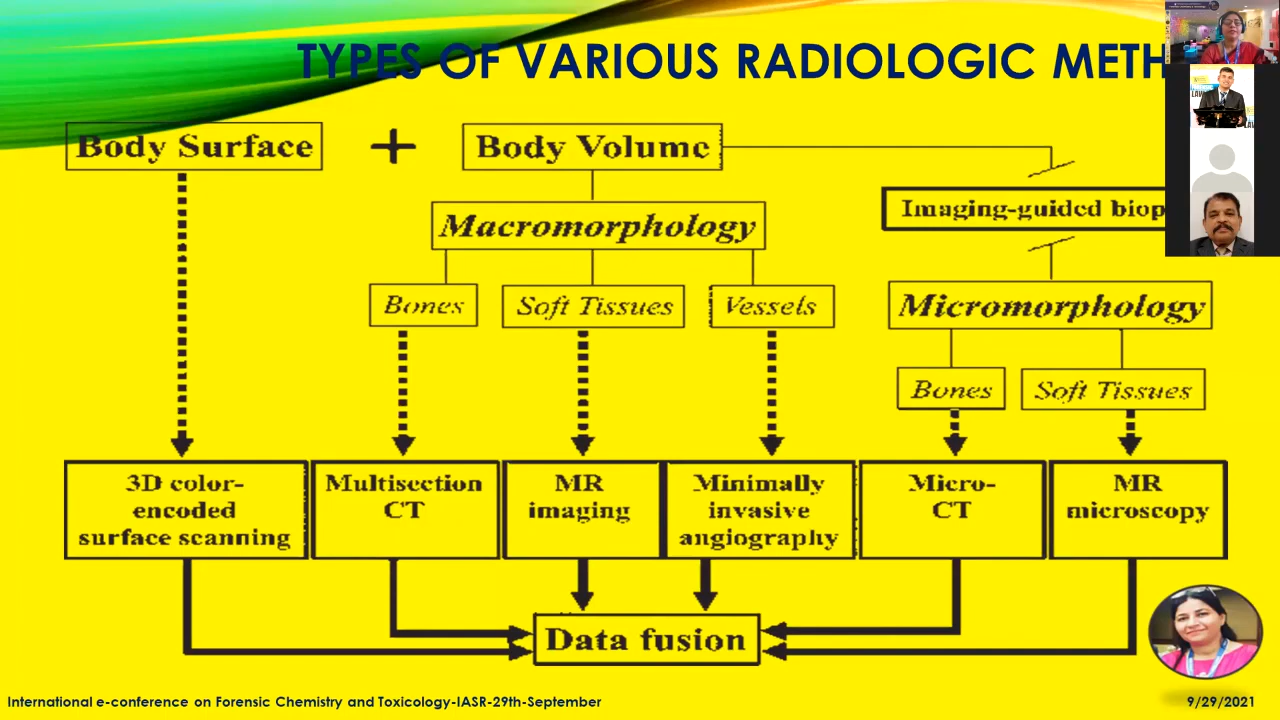 TYPES OF VARIOUS RADIOLOGIC METH
Body Surface
+
Body Volume
Imaging-guided biop
Macromorphology
Micromorphology
Bones
Soft Tissues
Vessels
Bones
Soft Tissues
3D color-
encoded
surface scanning
Multisection
CT
MR
imaging
Minimally
invasive
angiography
Micro-
CT
MR
microscopy
Data fusion
International e-conference on Forensic Chemistry and Toxicology-IASR-29th-September
9/29/2021